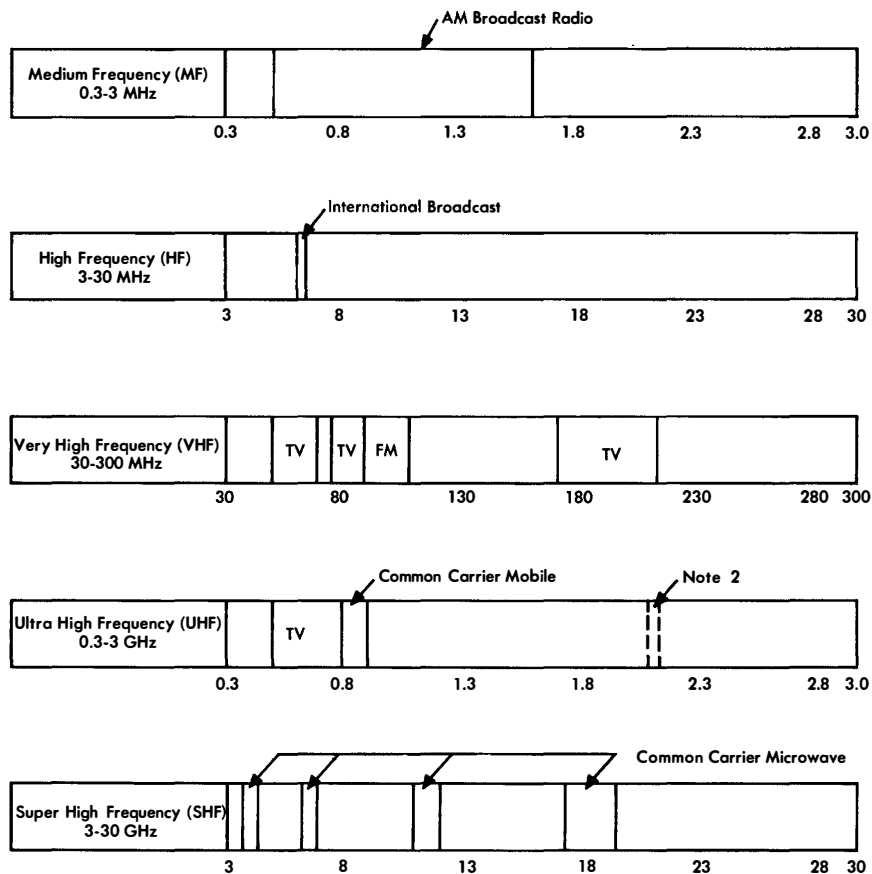 AM Broadcast Radio
Medium Frequency (MF)
0.3-3 MHz
0.3 0.8 1.3 1.8 2.3 2.8 3.0
International Broadcast
High Frequency (HF)
3-30 MHz
3 8 13 18 23 28 30
Very High Frequency (VHF)
30-300 MHz
TV TV FM TV
30 80 130 180 230 280 300
Common Carrier Mobile Note 2
Ultra High Frequency (UHF)
0.3-3 GHz
TV
0.3 0.8 1.3 1.8 2.3 2.8 3.0
Common Carrier Microwave
Super High Frequency (SHF)
3-30 GHz
3 8 13 18 23 28 30